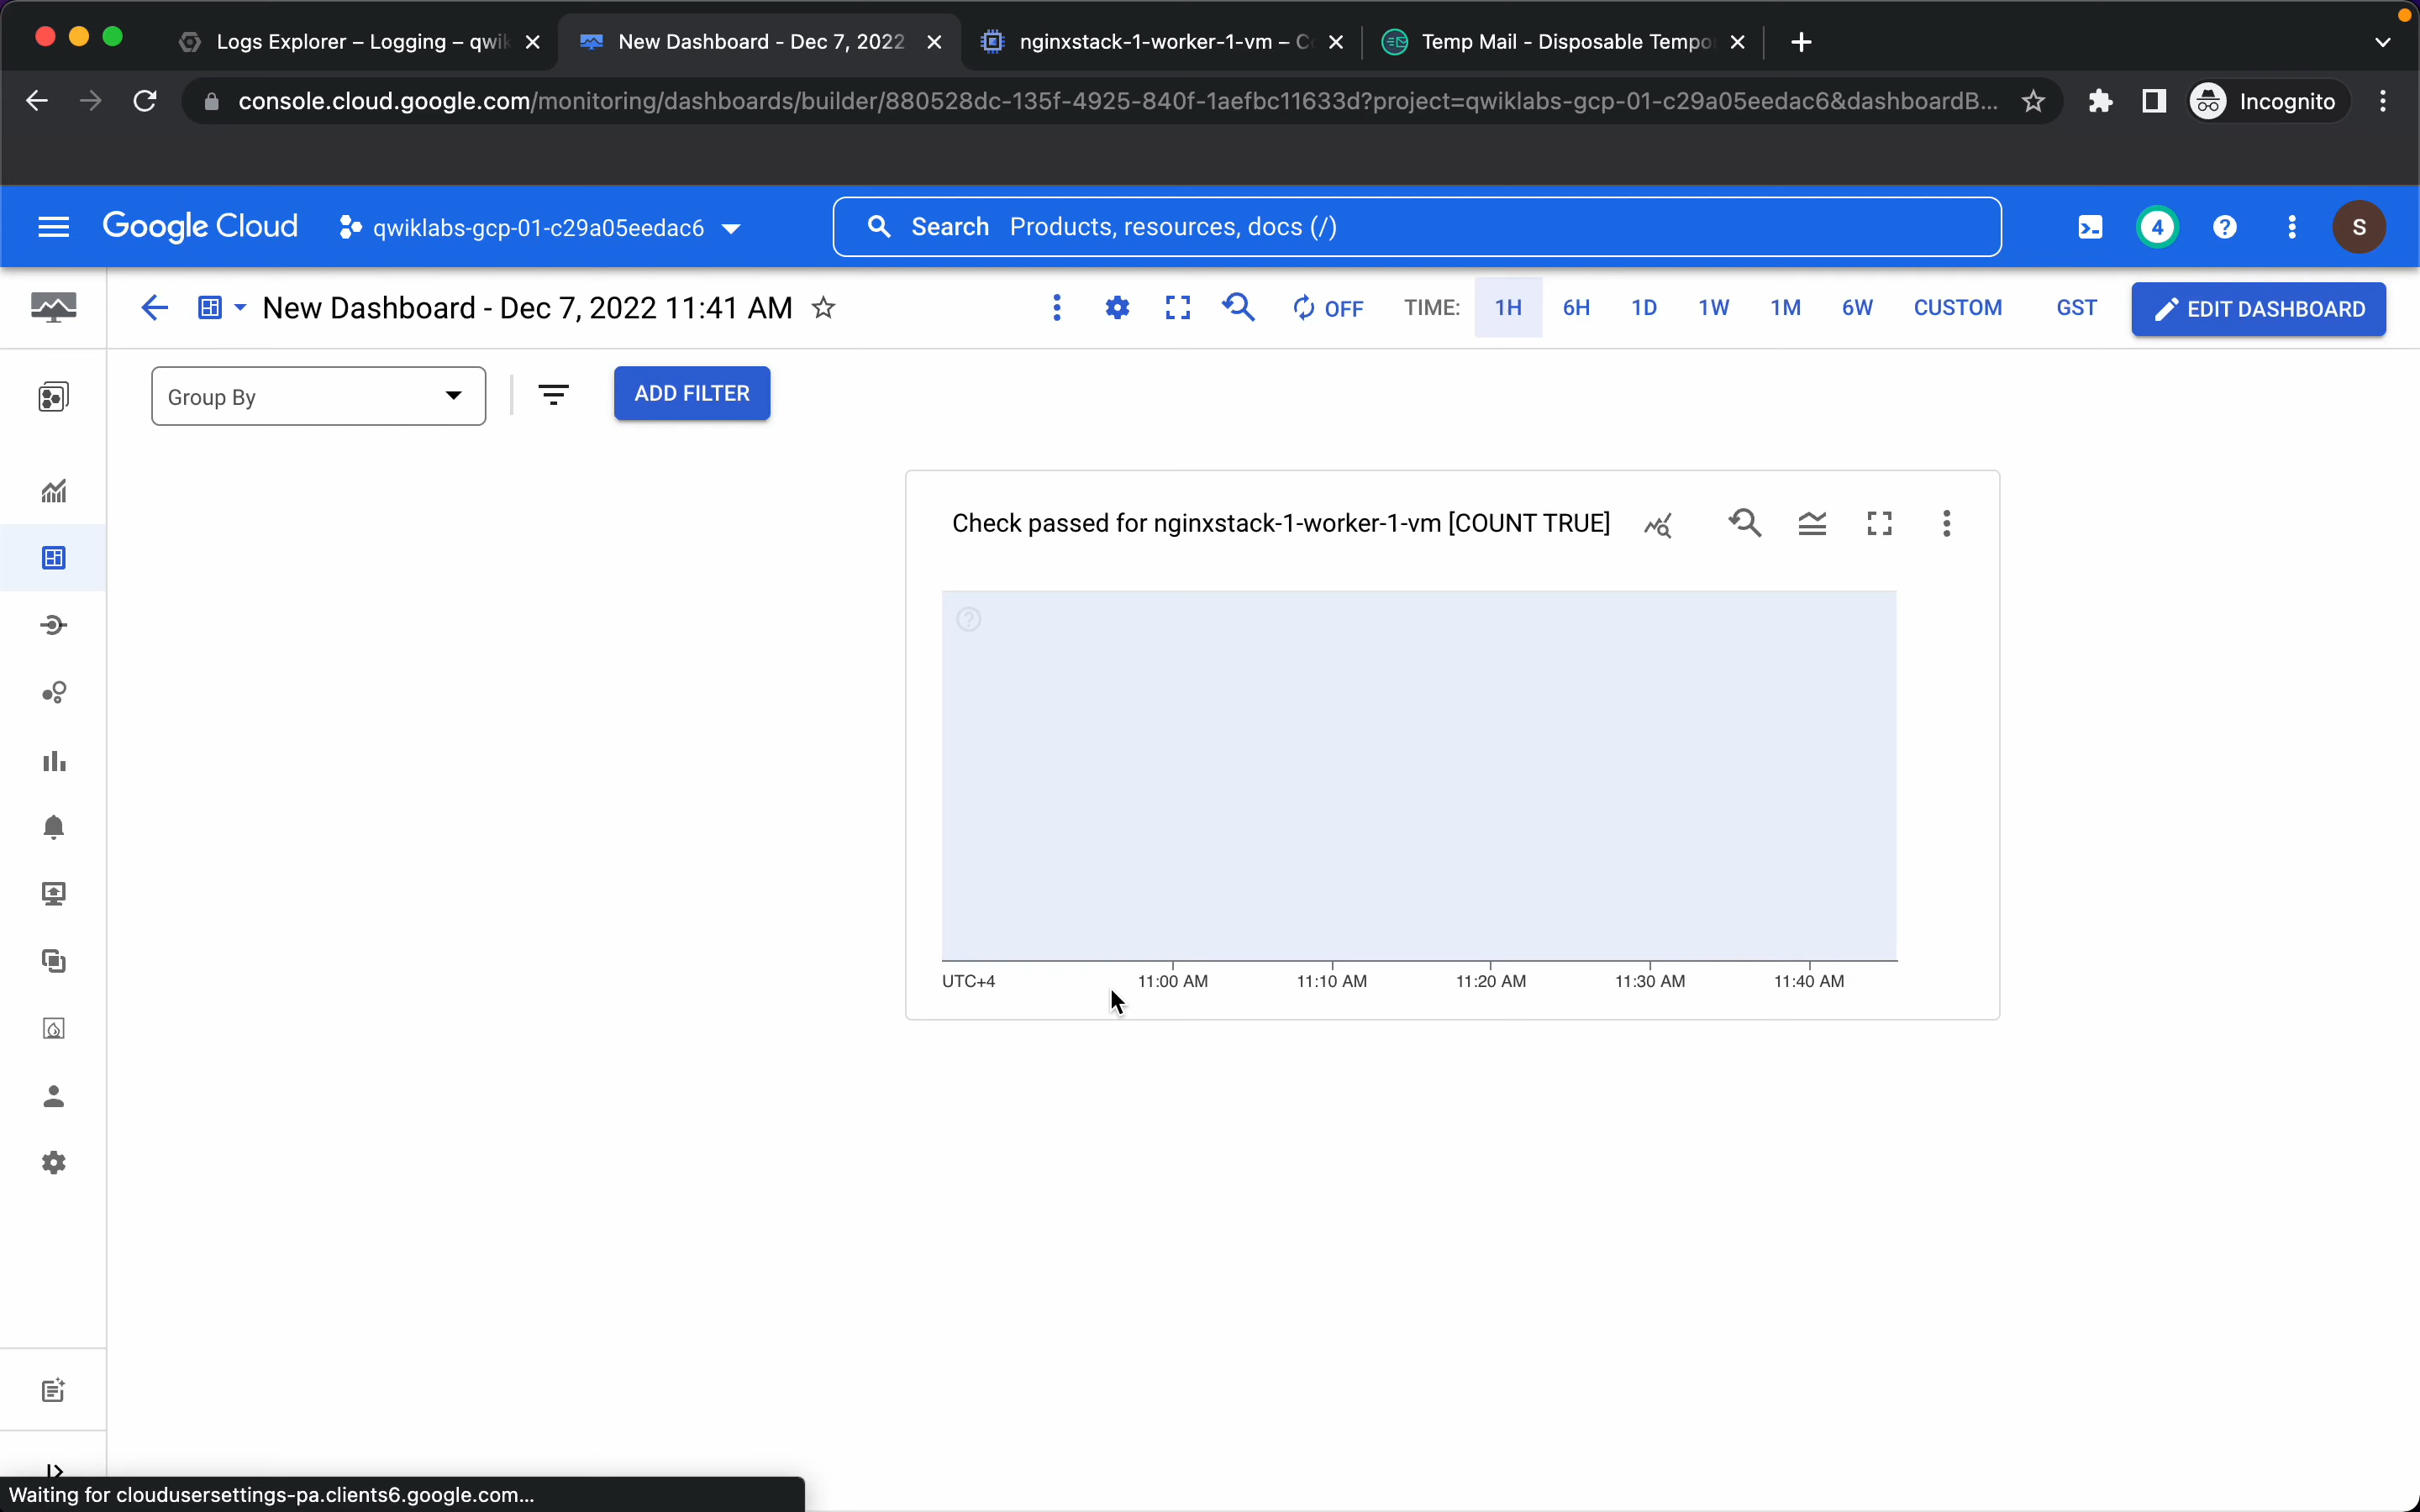 Logs Explorer – Logging – qwik
New Dashboard - Dec 7, 2022
nginxstack-1-worker-1-vm – C
Temp Mail - Disposable Tempo
console.cloud.google.com/monitoring/dashboards/builder/880528dc-135f-4925-840f-1aefbc11633d?project=qwiklabs-gcp-01-c29a05eedac6&dashboardB...
Incognito
Google Cloud
qwiklabs-gcp-01-c29a05eedac6
Search Products, resources, docs (/)
4
S
New Dashboard - Dec 7, 2022 11:41 AM
OFF
TIME:
1H
6H
1D
1W
1M
6W
CUSTOM
GST
EDIT DASHBOARD
Group By
ADD FILTER
Check passed for nginxstack-1-worker-1-vm [COUNT TRUE]
UTC+4
11:00 AM
11:10 AM
11:20 AM
11:30 AM
11:40 AM
Waiting for cloudusersettings-pa.clients6.google.com...